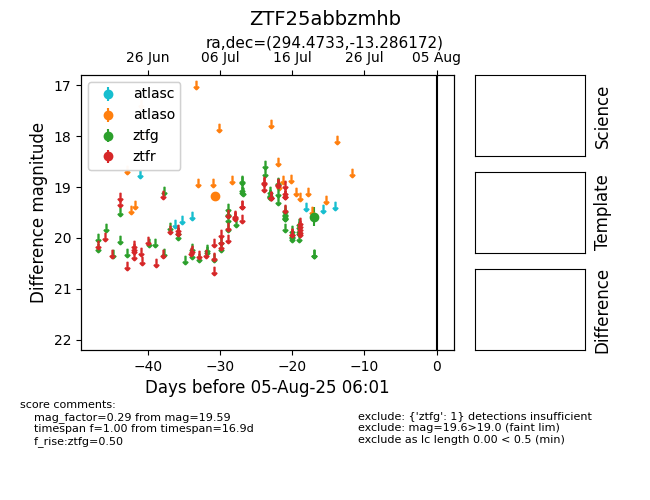 ZTF25abbzmhb
ra,dec=(294.4733,-13.286172)
26 Jun 06 Jul 16 Jul 26 Jul 05 Aug
17
18
19
20
21
22
Difference magnitude
atlasc
atlaso
ztfg
ztfr
−40 −30 −20 −10 0
Days before 05-Aug-25 06:01
Science
Template
Difference
score comments:
mag_factor=0.29 from mag=19.59
timespan f=1.00 from timespan=16.9d
f_rise:ztfg=0.50
exclude: {'ztfg': 1} detections insufficient
exclude: mag=19.6>19.0 (faint lim)
exclude as lc length 0.00 < 0.5 (min)